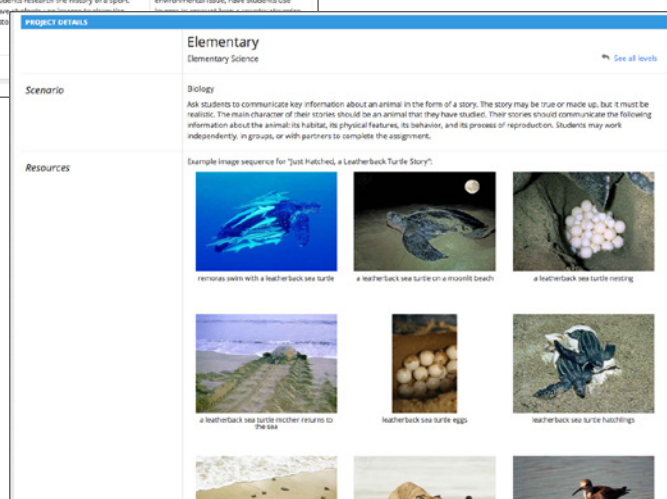 PROJECT DETAILS
Elementary
Elementary Science
See all levels
Scenario
Biology
Ask students to communicate key information about an animal in the form of a story. The story may be true or made up, but it must be
realistic. The main character of their stories should be an animal that they have studied. Their stories should communicate the following
information about the animal: its habitat, its physical features, its behavior, and its process of reproduction. Students may work
independently, in groups, or with partners to complete the assignment.
Resources
Example image sequence for "Just Hatched, a Leatherback Turtle Story":
remoras swim with a leatherback sea turtle
a leatherback sea turtle on a moonlit beach
a leatherback sea turtle nesting
a leatherback sea turtle mother returns to
the sea
leatherback sea turtle eggs
leatherback sea turtle hatchlings